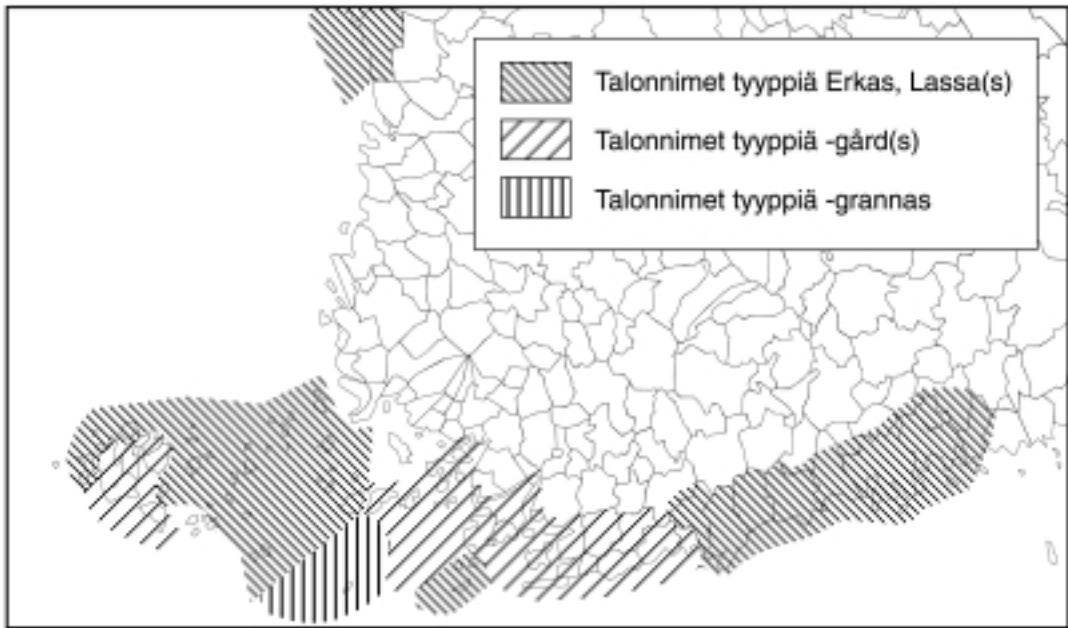 Talonnimet tyyppiä Erkas, Lassa(s)
Talonnimet tyyppiä -gård(s)
Talonnimet tyyppiä -grannas